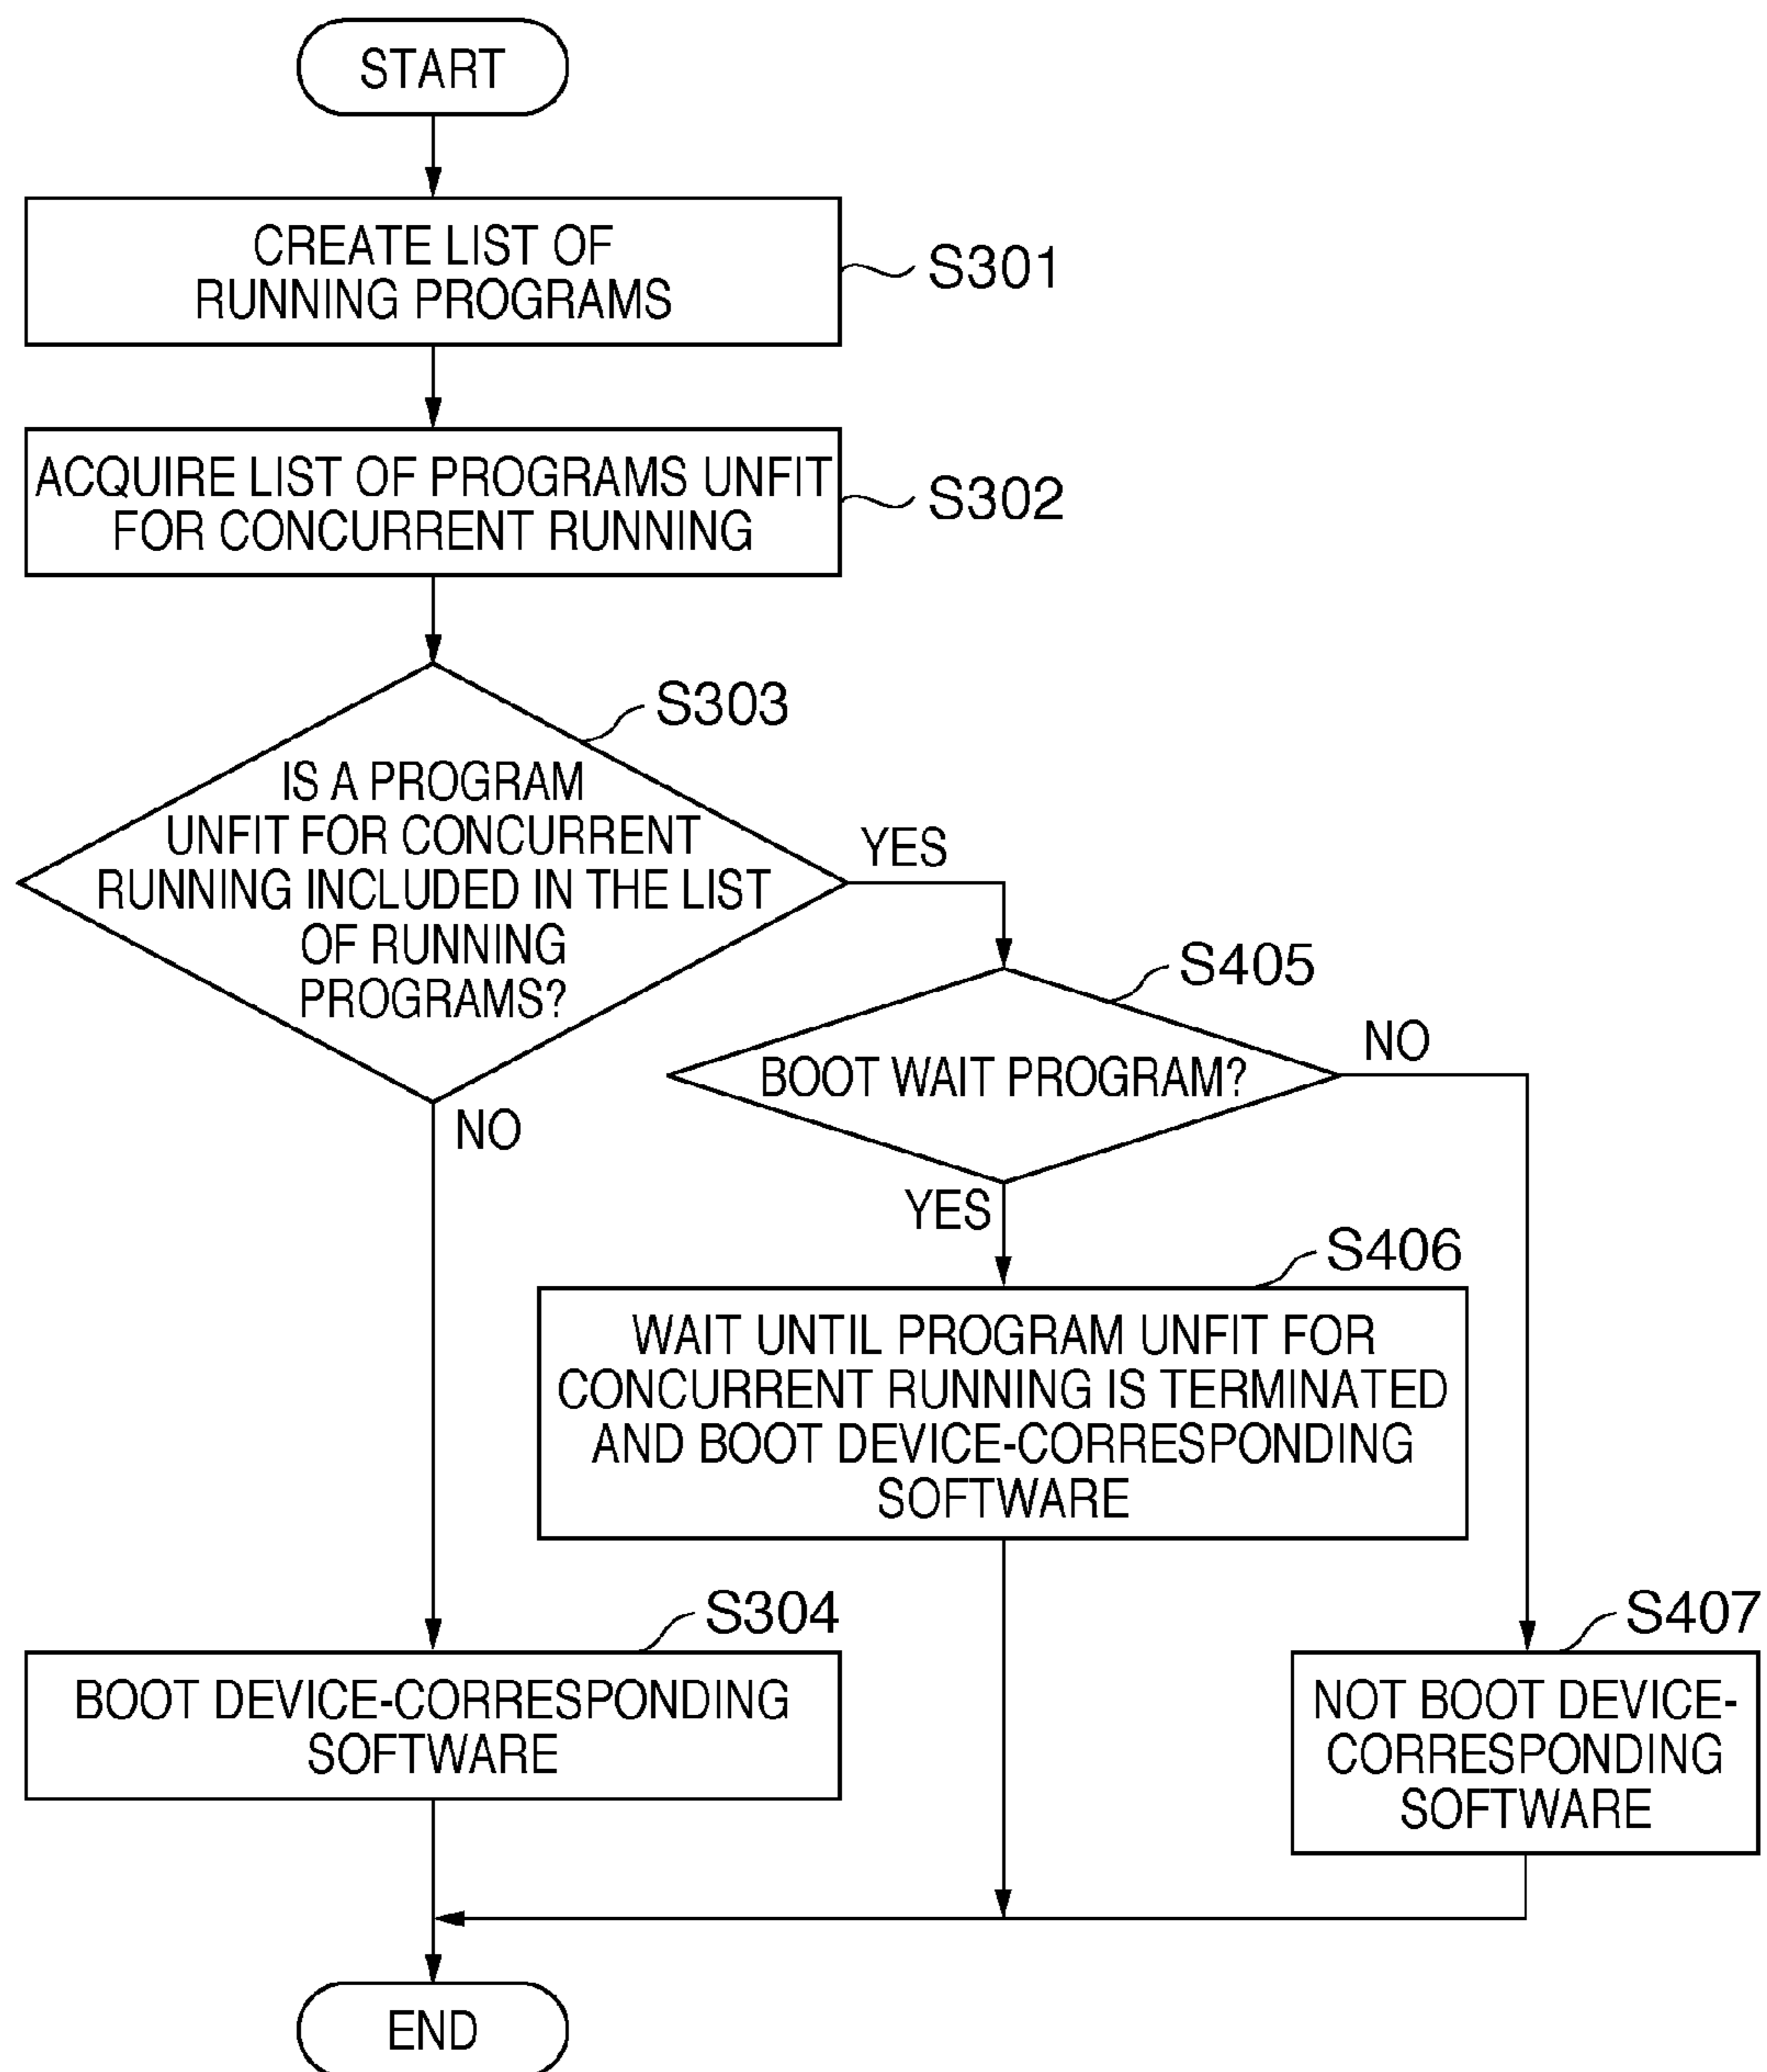 START
CREATE LIST OF
RUNNING PROGRAMS
S301
ACQUIRE LIST OF PROGRAMS UNFIT
FOR CONCURRENT RUNNING
S302
S303
IS A PROGRAM
UNFIT FOR CONCURRENT
RUNNING INCLUDED IN THE LIST
OF RUNNING
PROGRAMS?
YES
NO
S405
BOOT WAIT PROGRAM?
NO
YES
S406
WAIT UNTIL PROGRAM UNFIT FOR
CONCURRENT RUNNING IS TERMINATED
AND BOOT DEVICE-CORRESPONDING
SOFTWARE
S304
BOOT DEVICE-CORRESPONDING
SOFTWARE
S407
NOT BOOT DEVICE-
CORRESPONDING
SOFTWARE
END